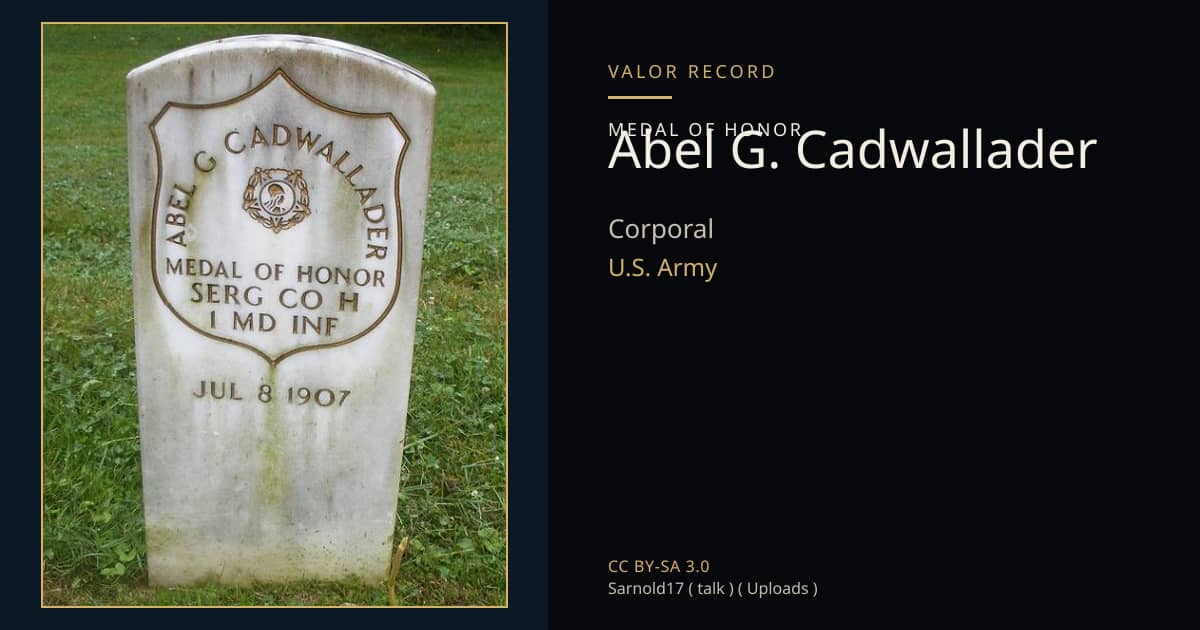 ABEL G CADWALLADER
MEDAL OF HONOR
SERG CO H
1 MD INF
JUL 8 1907
VALOR RECORD
MEDAL OF HONOR
Abel G. Cadwallader
Corporal
U.S. Army
CC BY-SA 3.0
Sarnold17 ( talk ) ( Uploads )